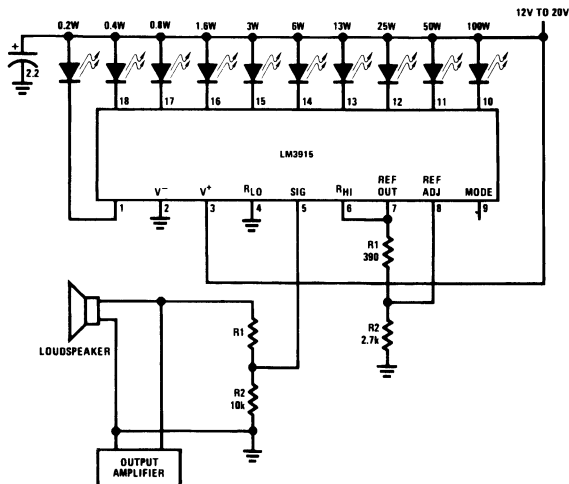 12V TO 20V
0.2W 0.4W 0.8W 1.6W 3W 6W 13W 25W 50W 100W
+
2.2
18 17 16 15 14 13 12 11 10
LM3915
V− V+ RLO SIG RHI REF OUT REF ADJ MODE
1 2 3 4 5 6 7 8 9
R1
390
R2
2.7k
LOUDSPEAKER
R1
R2
10k
OUTPUT
AMPLIFIER